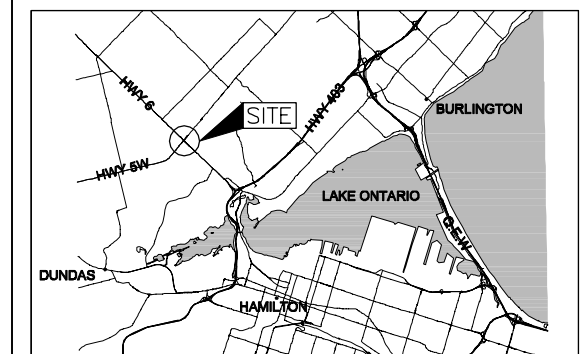 HWY 6
SITE
HWY 403
BURLINGTON
HWY 5W
LAKE ONTARIO
Q.E.W
DUNDAS
HAMILTON